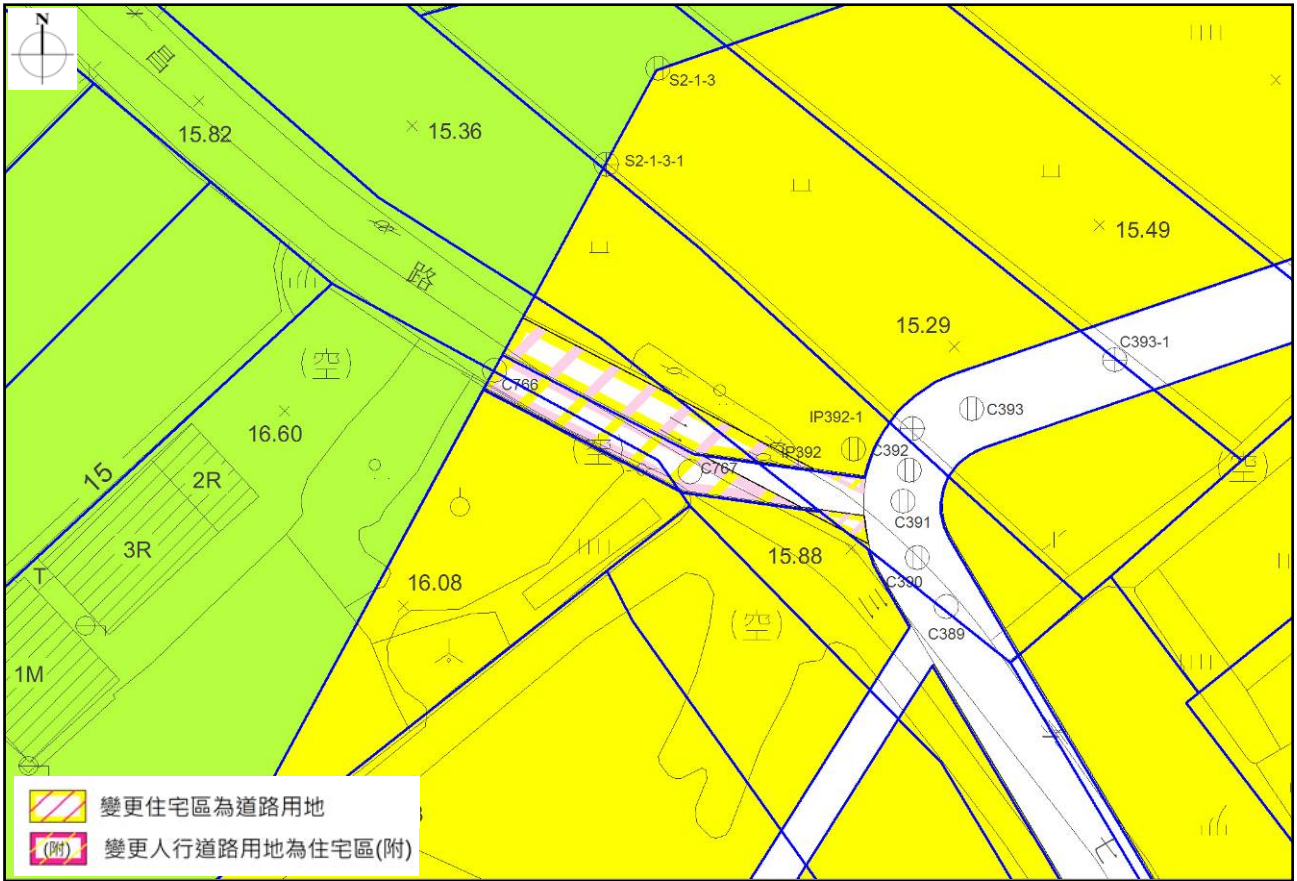 N
昌
S2-1-3
15.82
15.36
S2-1-3-1
15.49
路
15.29
C393-1
(空)
C766
C393
IP392-1
16.60
(空)
IP392
C392
(空)
15
2R
C767
C391
3R
15.88
T
16.08
C390
(空)
C389
1M
七
變更住宅區為道路用地
(附) 變更人行道路用地為住宅區(附)